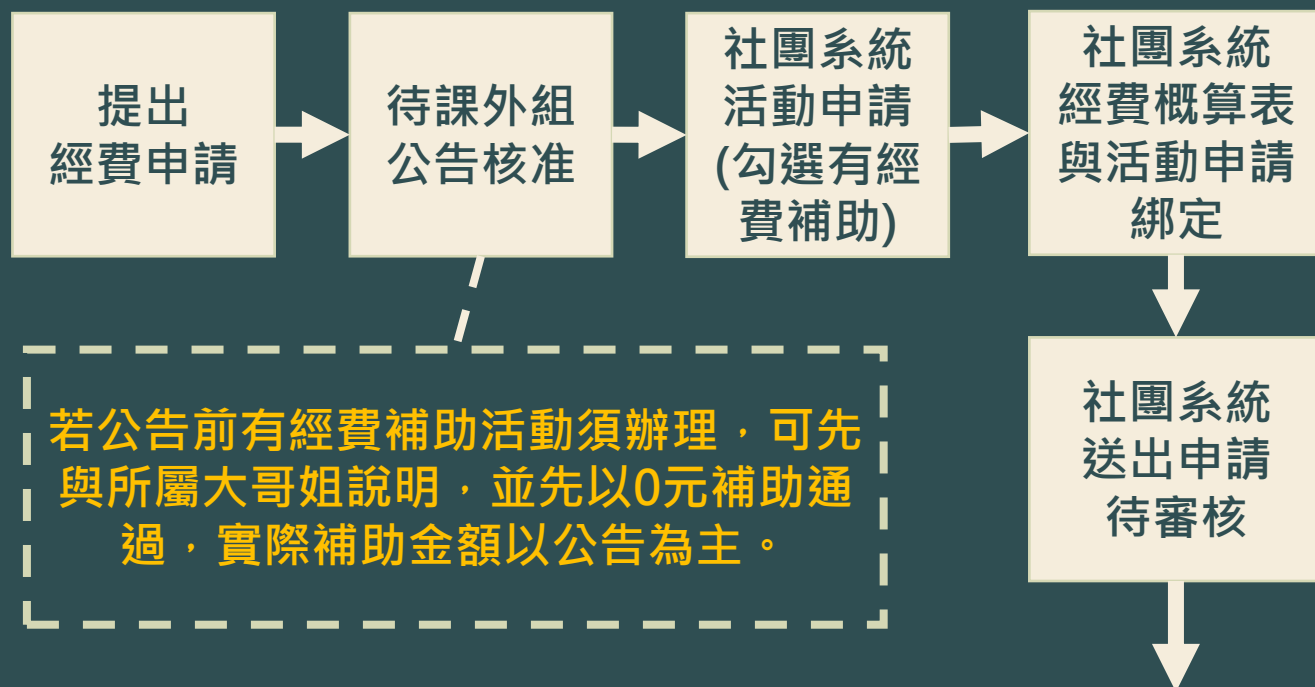 提出
經費申請
待課外組
公告核准
社團系統
活動申請
(勾選有經
費補助)
社團系統
經費概算表
與活動申請
綁定
若公告前有經費補助活動須辦理，可先
與所屬大哥姐說明，並先以0元補助通
過，實際補助金額以公告為主。
社團系統
送出申請
待審核